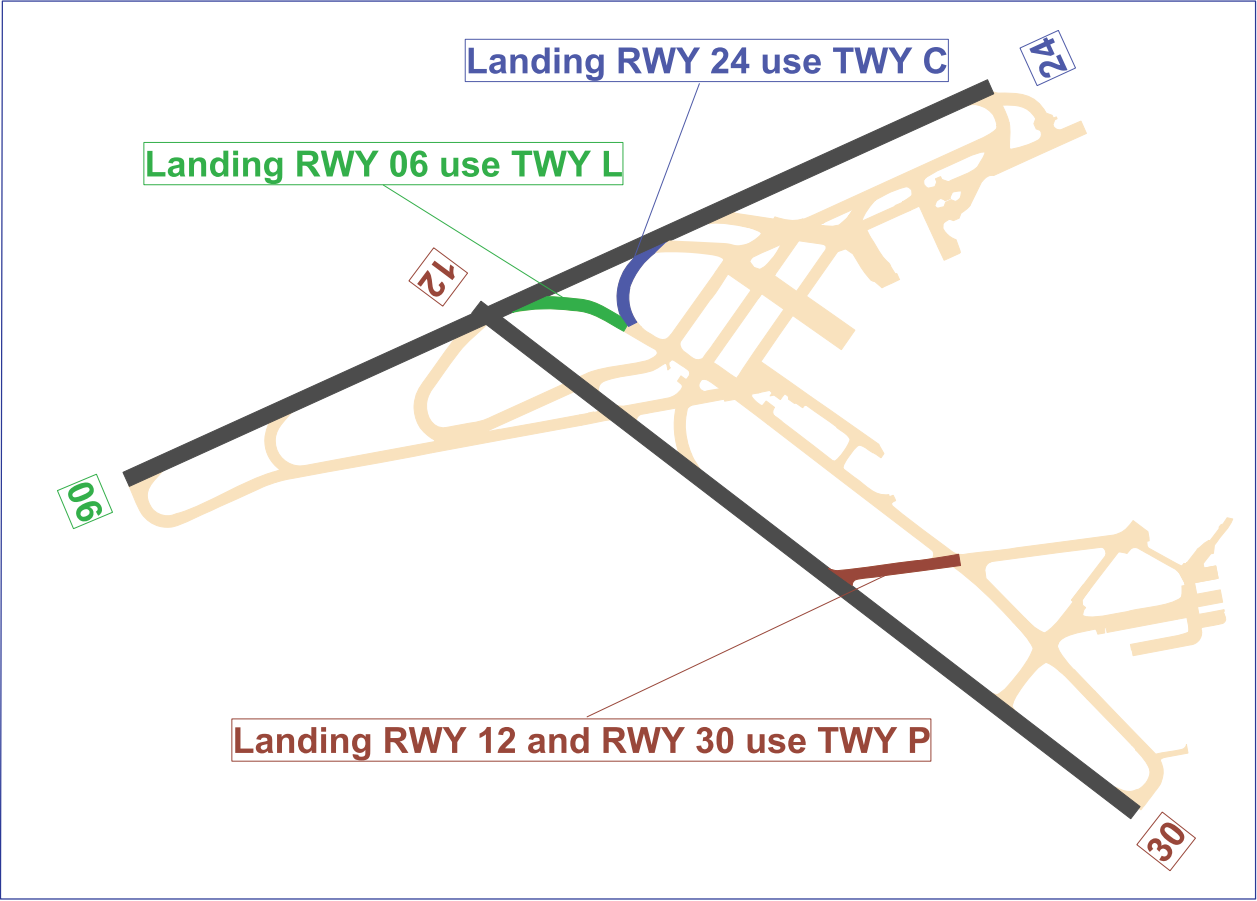 24
Landing RWY 24 use TWY C
Landing RWY 06 use TWY L
12
06
Landing RWY 12 and RWY 30 use TWY P
30